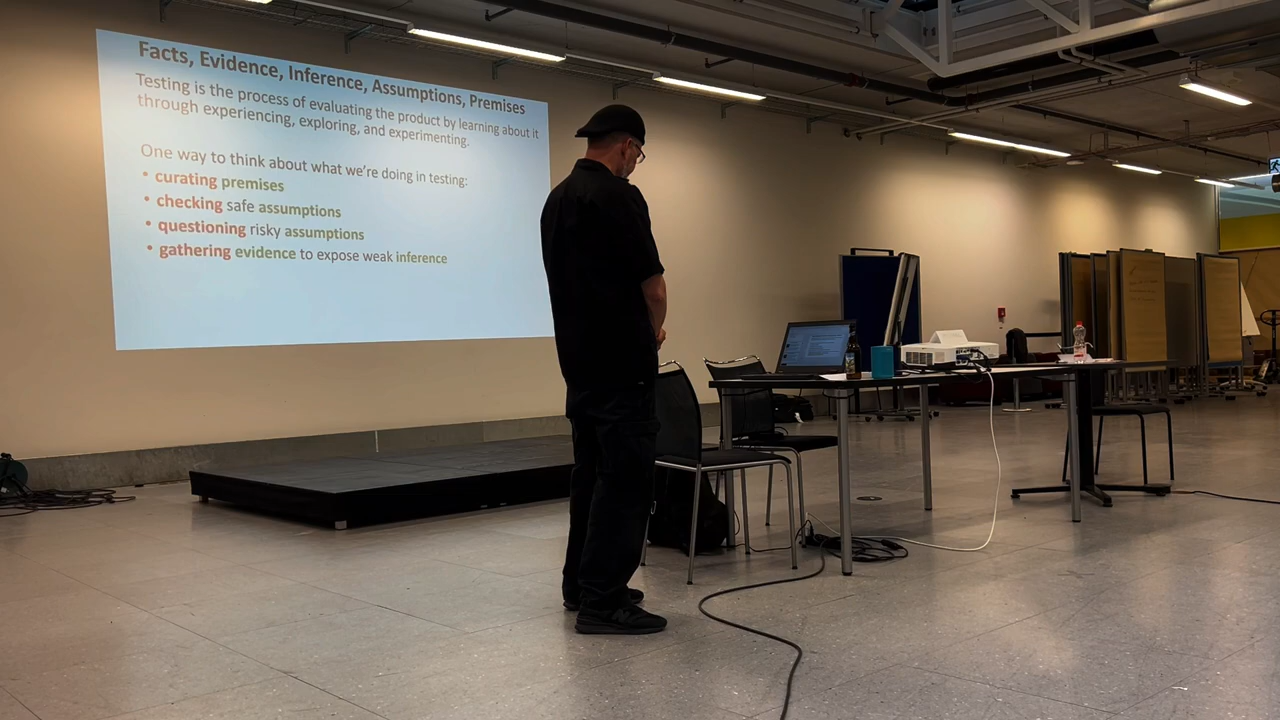 Facts, Evidence, Inference, Assumptions, Premises
Testing is the process of evaluating the product by learning about it
through experiencing, exploring, and experimenting.
One way to think about what we're doing in testing:
• curating premises
• checking safe assumptions
• questioning risky assumptions
• gathering evidence to expose weak inference